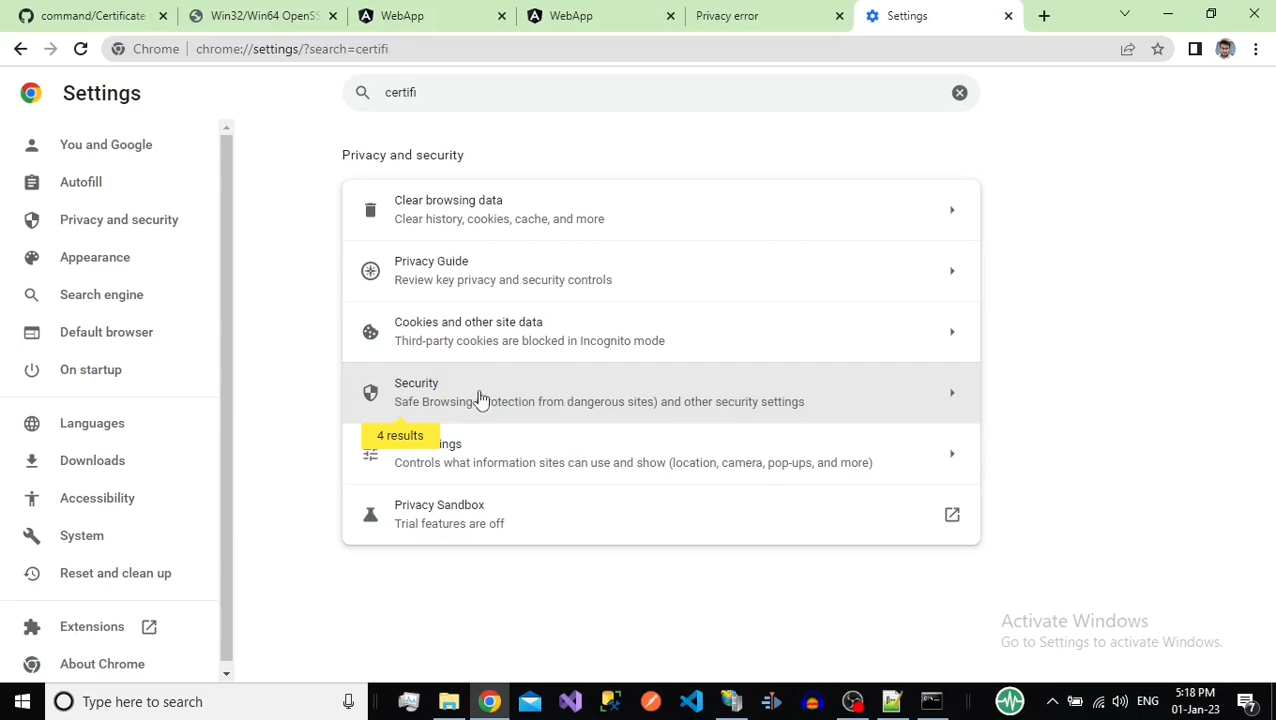 command/Certificate
Win32/Win64 OpenSS
WebApp
WebApp
Privacy error
Settings
Chrome
chrome://settings/?search=certifi
Settings
certifi
You and Google
Autofill
Privacy and security
Appearance
Search engine
Default browser
On startup
Languages
Downloads
Accessibility
System
Reset and clean up
Extensions
About Chrome
Privacy and security
Clear browsing data
Clear history, cookies, cache, and more
Privacy Guide
Review key privacy and security controls
Cookies and other site data
Third-party cookies are blocked in Incognito mode
Security
Safe Browsing otection from dangerous sites) and other security settings
4 results
ings
Controls what information sites can use and show (location, camera, pop-ups, and more)
Privacy Sandbox
Trial features are off
Activate Windows
Go to Settings to activate Windows.
Type here to search
ENG
5:18 PM
01-Jan-23
7